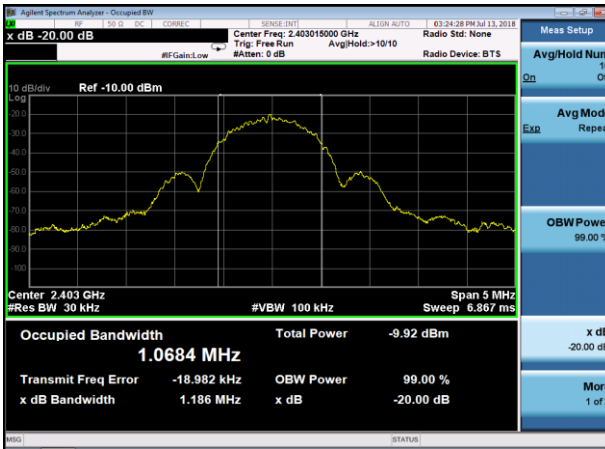 Agilent Spectrum Analyzer - Occupied BW
RF 50 Ω DC CORREC SENSE:INT ALIGN AUTO 03:24:28 PM Jul 13, 2018
x dB -20.00 dB
Center Freq: 2.403015000 GHz Radio Std: None
Trig: Free Run Avg|Hold:>10/10
#IFGain:Low #Atten: 0 dB Radio Device: BTS
10 dB/div Ref -10.00 dBm
Log
-20.0
-30.0
-40.0
-50.0
-60.0
-70.0
-80.0
-90.0
-100
Center 2.403 GHz Span 5 MHz
#Res BW 30 kHz #VBW 100 kHz Sweep 6.867 ms
Occupied Bandwidth Total Power -9.92 dBm
1.0684 MHz
Transmit Freq Error -18.982 kHz OBW Power 99.00 %
x dB Bandwidth 1.186 MHz x dB -20.00 dB
MSG STATUS
Meas Setup
Avg/Hold Num
10
On
Avg Mode
Exp Repeat
OBW Power
99.00 %
x dB
-20.00 dB
More
1 of